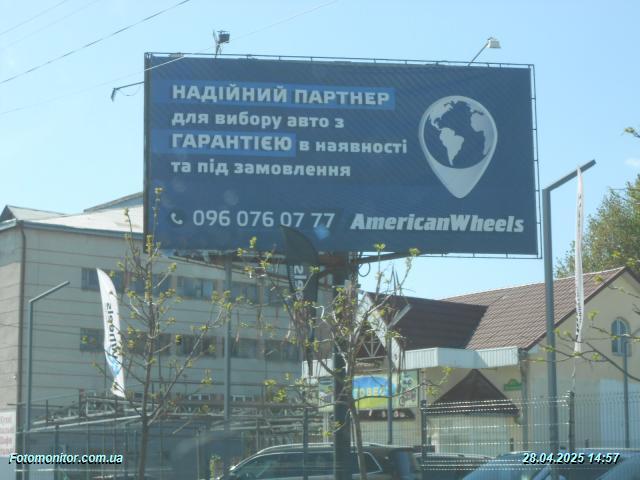 НАДІЙНИЙ ПАРТНЕР
для вибору авто з
ГАРАНТІЄЮ в наявності
та під замовлення
096 076 07 77
AmericanWheels
Wheels
Fotomonitor.com.ua
28.04.2025 14:57